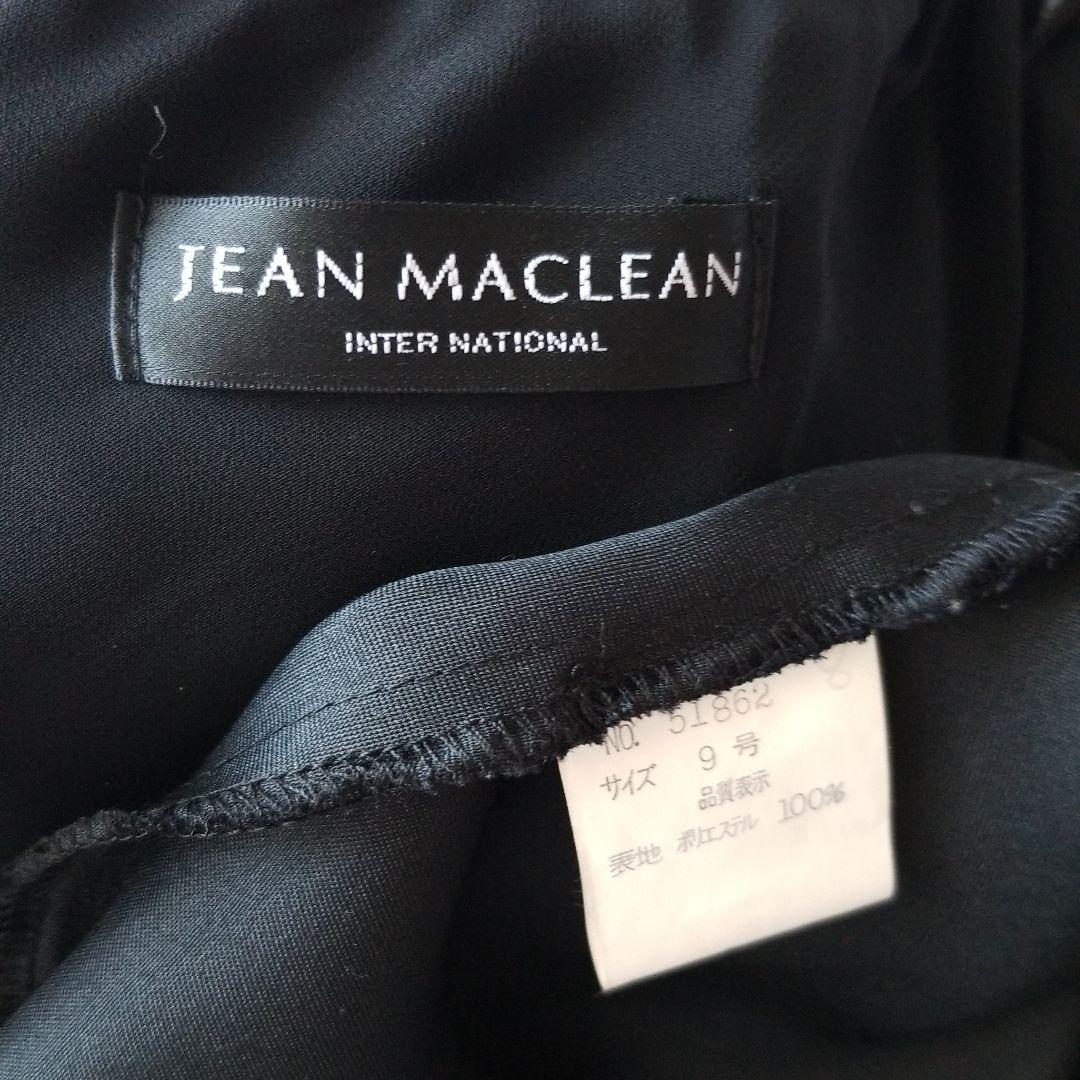 JEAN MACLEAN
INTER NATIONAL
NO. 51862
サイズ 9号
品質表示
表地 ポリエステル 100%